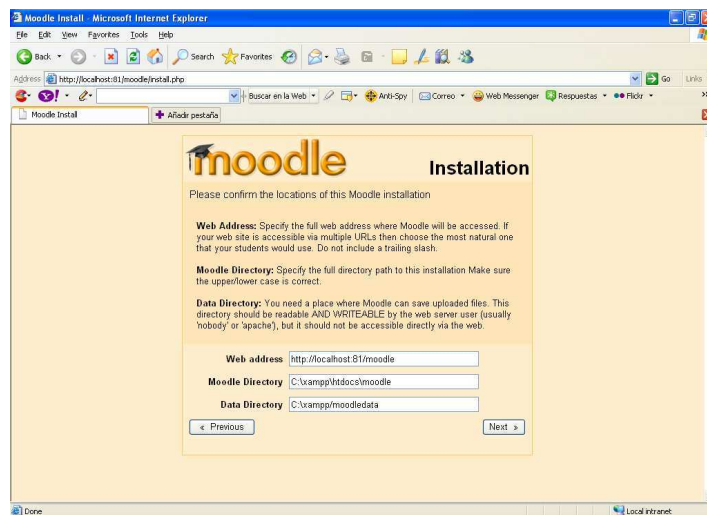 Moodle Install - Microsoft Internet Explorer
File Edit View Favorites Tools Help
Back Search Favorites
Address http://localhost:81/moodle/install.php Go Links
Y! Buscar en la Web Anti-Spy Correo Web Messenger Respuestas Flickr »
Moodle Install Añadir pestaña
moodle Installation
Please confirm the locations of this Moodle installation
Web Address: Specify the full web address where Moodle will be accessed. If
your web site is accessible via multiple URLs then choose the most natural one
that your students would use. Do not include a trailing slash.
Moodle Directory: Specify the full directory path to this installation Make sure
the upper/lower case is correct.
Data Directory: You need a place where Moodle can save uploaded files. This
directory should be readable AND WRITEABLE by the web server user (usually
'nobody' or 'apache'), but it should not be accessible directly via the web.
Web address http://localhost:81/moodle
Moodle Directory C:\xampp\htdocs\moodle
Data Directory C:\xampp/moodledata
« Previous Next »
Done Local intranet